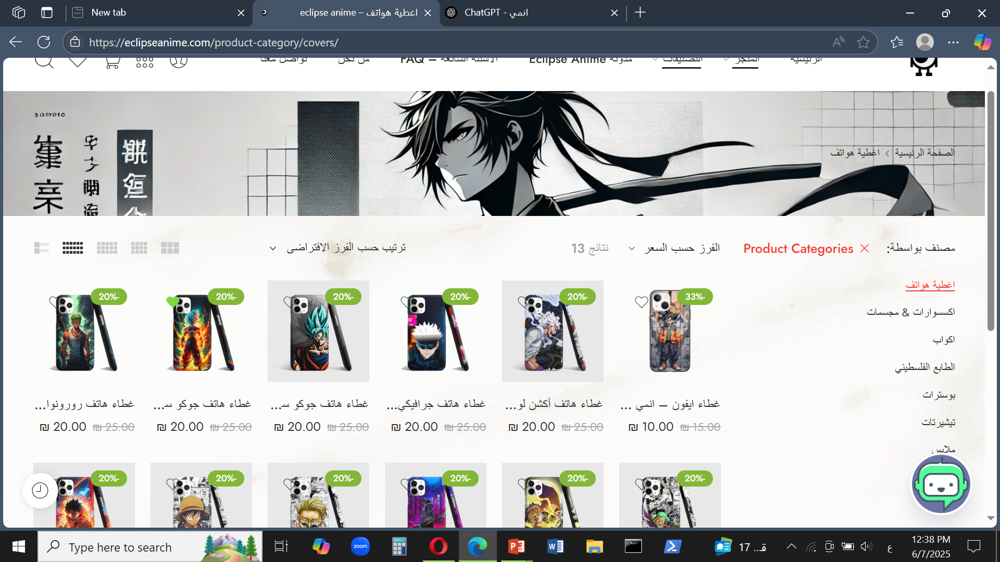 New tab
eclipse anime – اغطية هواتف
ChatGPT - انمي
https://eclipseanime.com/product-category/covers/
الرئيسية
المتجر
التصنيفات
مدونة Eclipse Anime
الاسئلة الشائعة – FAQ
من نحن
تواصل معنا
الصفحة الرئيسية > اغطية هواتف
مصنف بواسطة:
Product Categories
الفرز حسب السعر
13 نتائج
ترتيب حسب الفرز الافتراضى
اغطية هواتف
اكسسوارات & مجسمات
اكواب
الطابع الفلسطيني
بوسترات
تيشيرتات
ملابس
33%-
20%-
20%-
20%-
20%-
20%-
غطاء ايفون – انمي ...
غطاء هاتف أكشن لو...
غطاء هاتف جرافيكي...
غطاء هاتف جوكو سـ...
غطاء هاتف جوكو سـ...
غطاء هاتف رورونوا...
₪ 15.00 ₪ 10.00
₪ 25.00 ₪ 20.00
₪ 25.00 ₪ 20.00
₪ 25.00 ₪ 20.00
₪ 25.00 ₪ 20.00
₪ 25.00 ₪ 20.00
20%-
20%-
20%-
20%-
20%-
20%-
Type here to search
zoom
17 ق...
ع
12:38 PM
6/7/2025